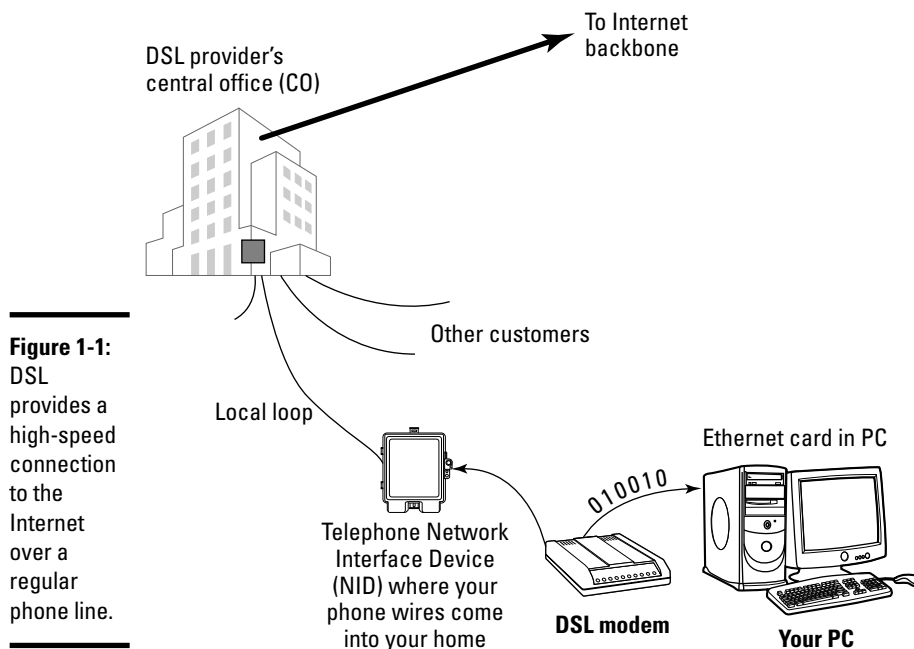 To Internet
backbone
DSL provider's
central office (CO)
Other customers
Local loop
Figure 1-1:
DSL
provides a
high-speed
connection
to the
Internet
over a
regular
phone line.
Ethernet card in PC
010010
Telephone Network
Interface Device
(NID) where your
phone wires come
into your home
DSL modem
Your PC